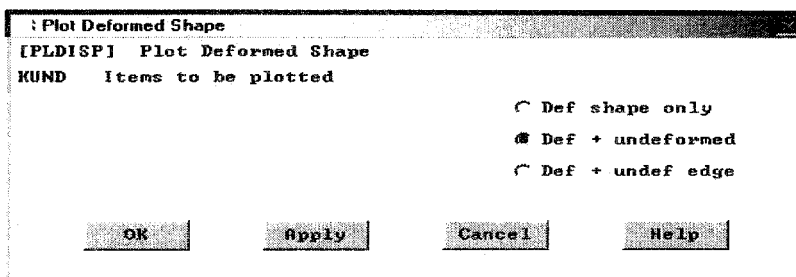 Plot Deformed Shape
[PLDISP] Plot Deformed Shape
KUND Items to be plotted
Def shape only
Def + undeformed
Def + undef edge
OK Apply Cancel Help